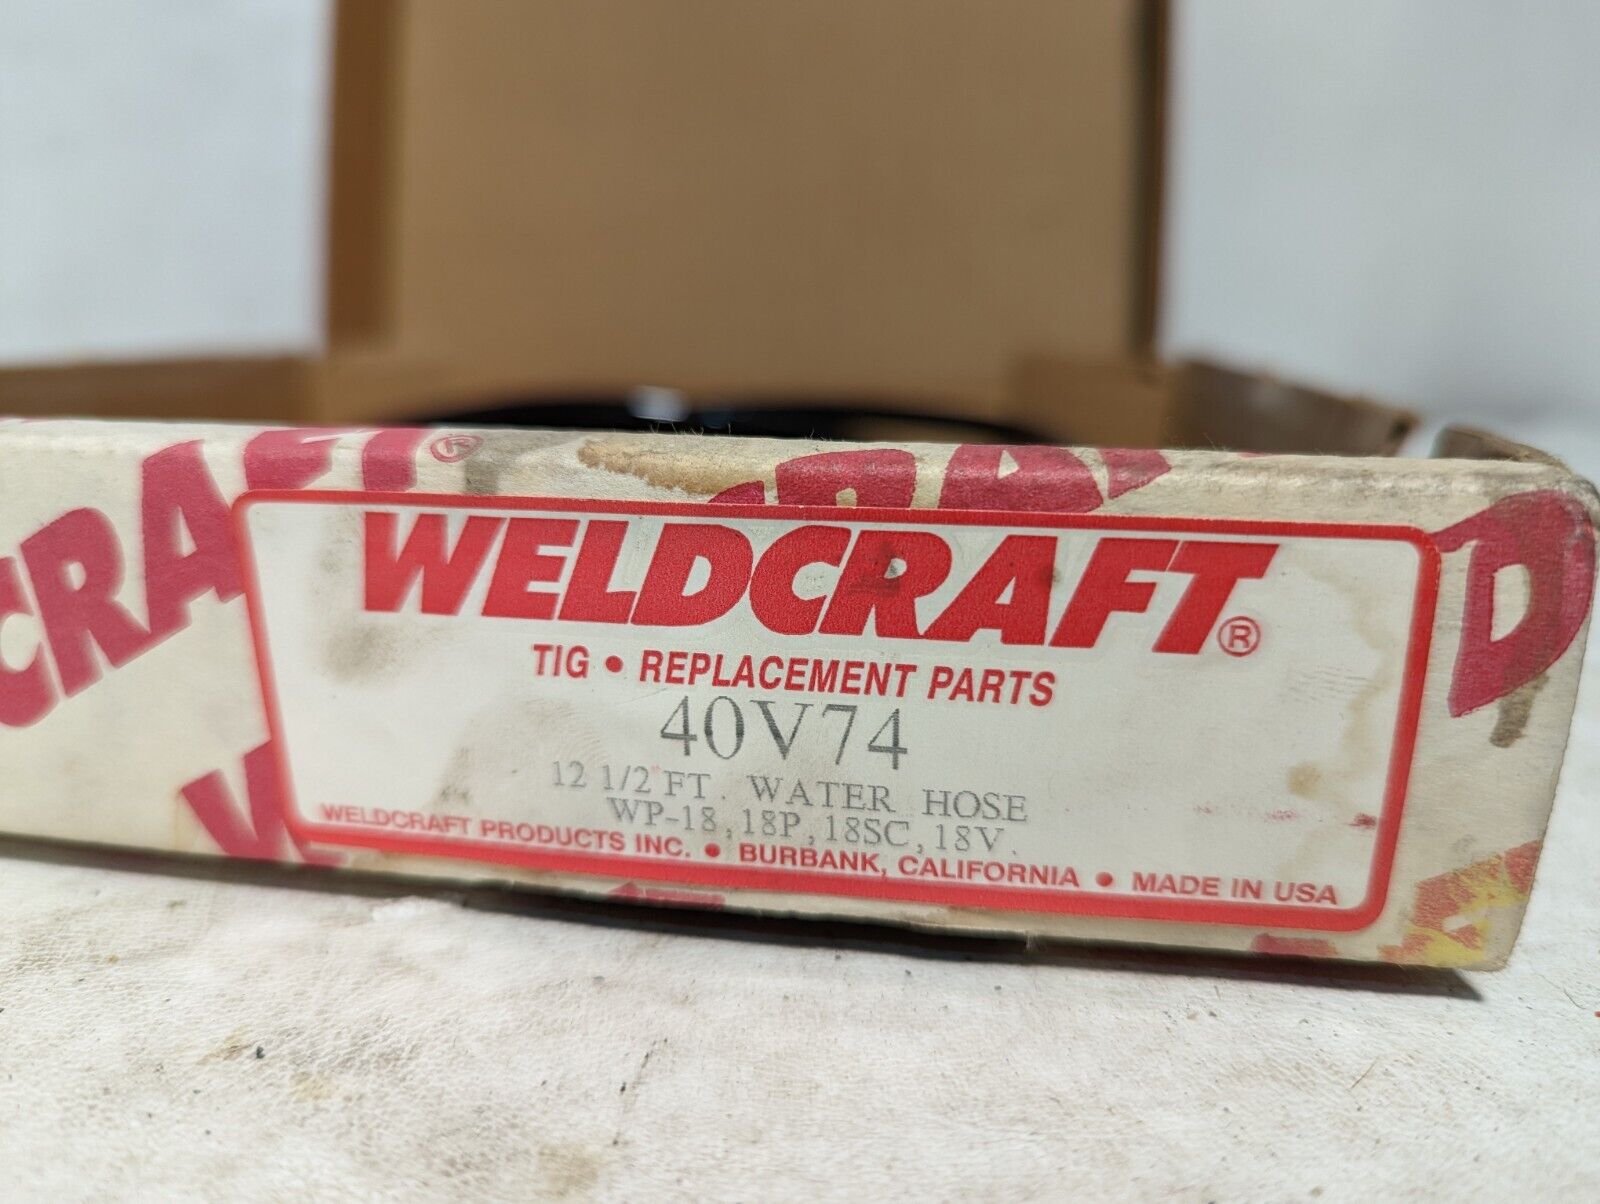 WELDCRAFT®
TIG • REPLACEMENT PARTS
40V74
12 1/2 FT. WATER HOSE
WP-18, 18P, 18SC, 18V.
WELDCRAFT PRODUCTS INC. • BURBANK, CALIFORNIA • MADE IN USA